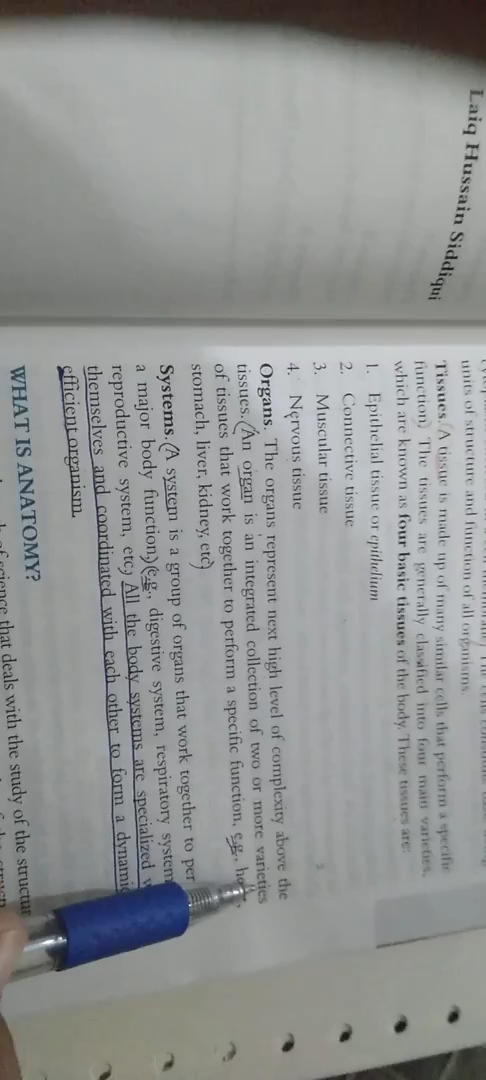 Laiq Hussain Siddiqui
units of structure and function of all organisms.
Tissues. (A tissue is made up of many similar cells that perform a specific
function) The tissues are generally classified into four main varieties,
which are known as four basic tissues of the body. These tissues are:
1. Epithelial tissue or epithelium
2. Connective tissue
3. Muscular tissue
4. Nervous tissue
Organs. The organs represent next high level of complexity above the
tissues. (An organ is an integrated collection of two or more varieties
of tissues that work together to perform a specific function, e.g.,
stomach, liver, kidney, etc)
Systems. (A system is a group of organs that work together to
a major body function) (e.g., digestive system, respiratory system
reproductive system, etc.) All the body systems are specialized
themselves and coordinated with each other to form a
efficient organism.
WHAT IS ANATOMY?
of science that deals with the study of the